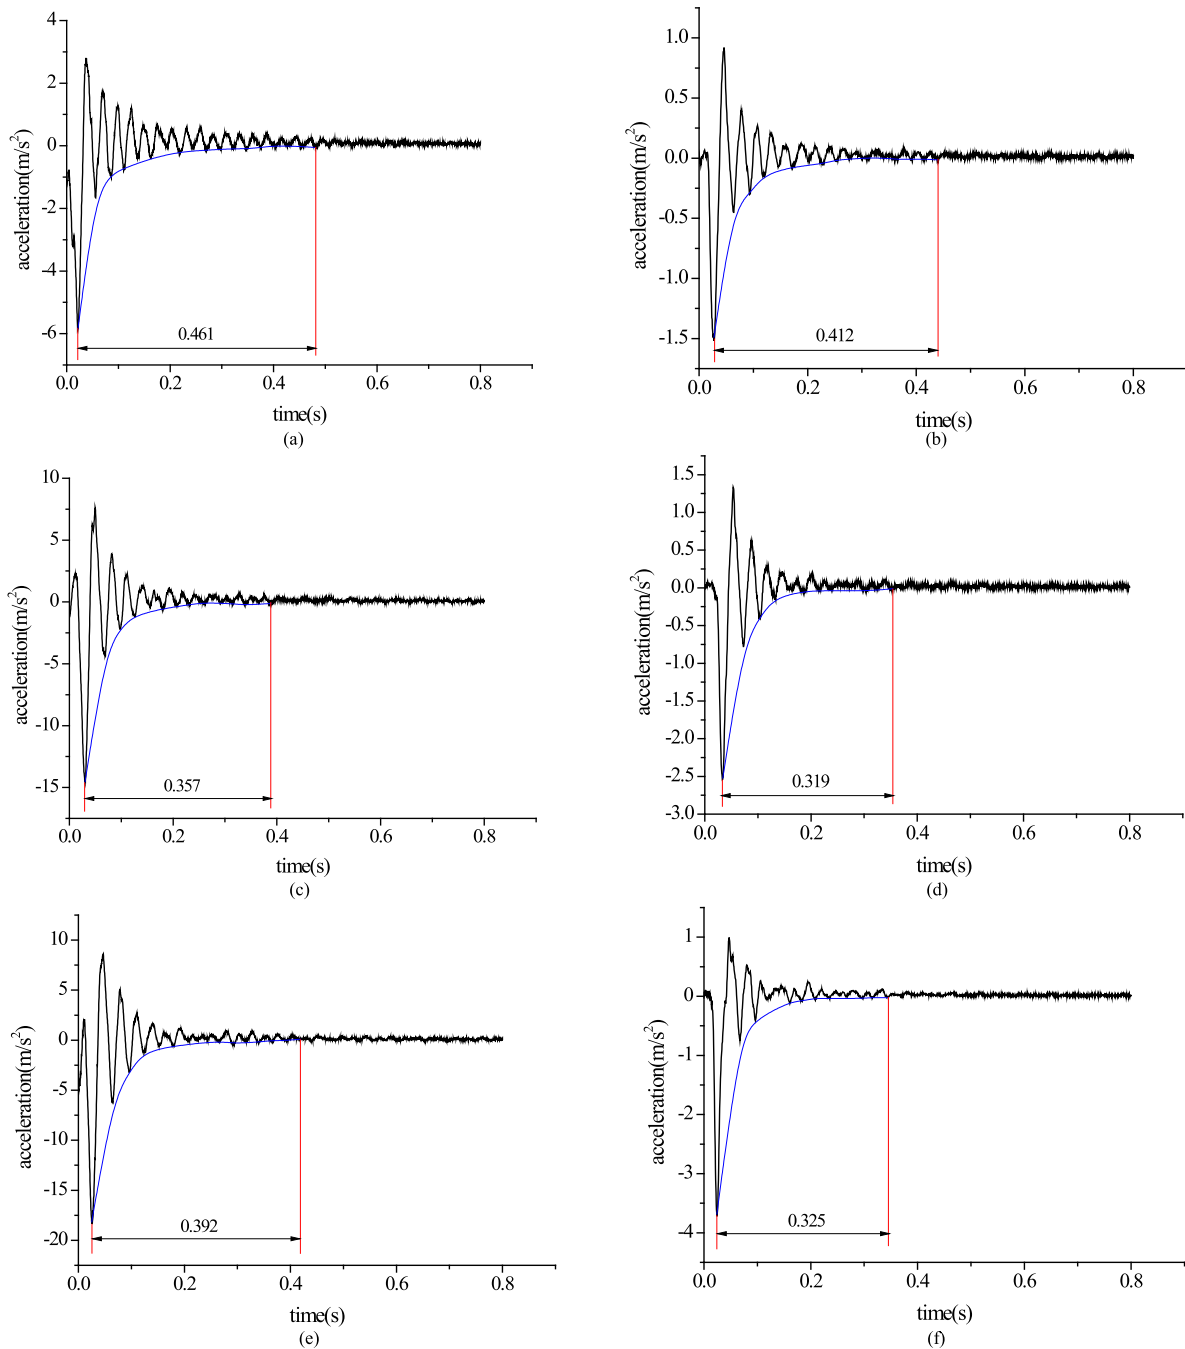 4
2
0
-2
-4
-6
acceleration(m/s²)
0.461
0.0 0.2 0.4 0.6 0.8
time(s)
(a)
1.0
0.5
0.0
-0.5
-1.0
-1.5
acceleration(m/s²)
0.412
0.0 0.2 0.4 0.6 0.8
time(s)
(b)
10
5
0
-5
-10
-15
acceleration(m/s²)
0.357
0.0 0.2 0.4 0.6 0.8
time(s)
(c)
1.5
1.0
0.5
0.0
-0.5
-1.0
-1.5
-2.0
-2.5
-3.0
acceleration(m/s²)
0.319
0.0 0.2 0.4 0.6 0.8
time(s)
(d)
10
5
0
-5
-10
-15
-20
acceleration(m/s²)
0.392
0.0 0.2 0.4 0.6 0.8
time(s)
(e)
1
0
-1
-2
-3
-4
acceleration(m/s²)
0.325
0.0 0.2 0.4 0.6 0.8
time(s)
(f)